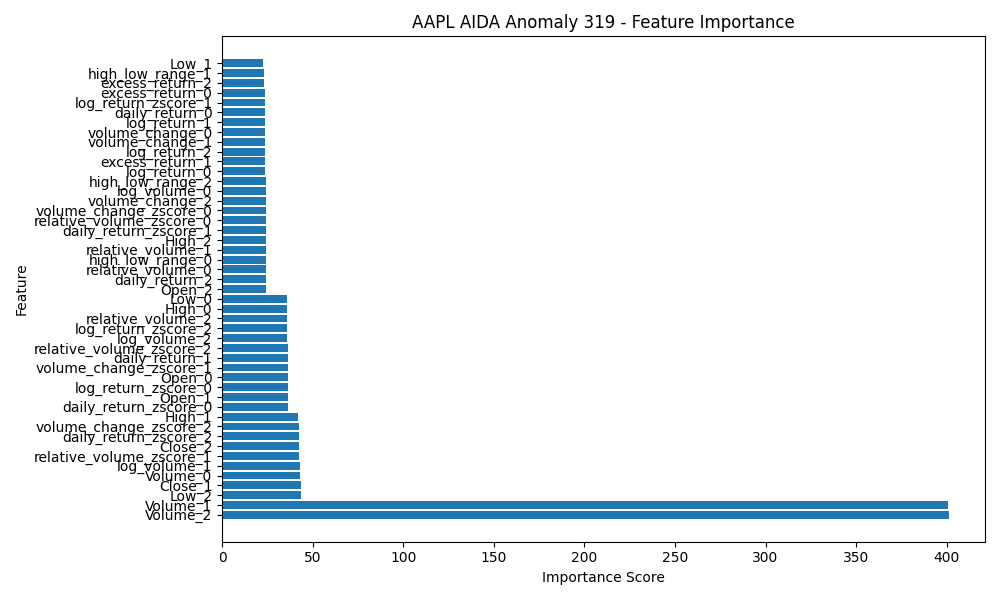 AAPL AIDA Anomaly 319 - Feature Importance
Low_1
high_low_range_1
excess_return_2
excess_return_0
log_return_zscore_1
daily_return_0
log_return_1
volume_change_0
volume_change_1
log_return_2
excess_return_1
log_return_0
high_low_range_2
log_volume_0
volume_change_2
volume_change_zscore_0
relative_volume_zscore_0
daily_return_zscore_1
High_2
relative_volume_1
high_low_range_0
relative_volume_0
daily_return_2
Open_2
Low_0
High_0
relative_volume_2
log_return_zscore_2
log_volume_2
relative_volume_zscore_2
daily_return_1
volume_change_zscore_1
Open_0
log_return_zscore_0
Open_1
daily_return_zscore_0
High_1
volume_change_zscore_2
daily_return_zscore_2
Close_2
relative_volume_zscore_1
log_volume_1
Volume_0
Close_1
Low_2
Volume_1
Volume_2
Feature
0 50 100 150 200 250 300 350 400
Importance Score